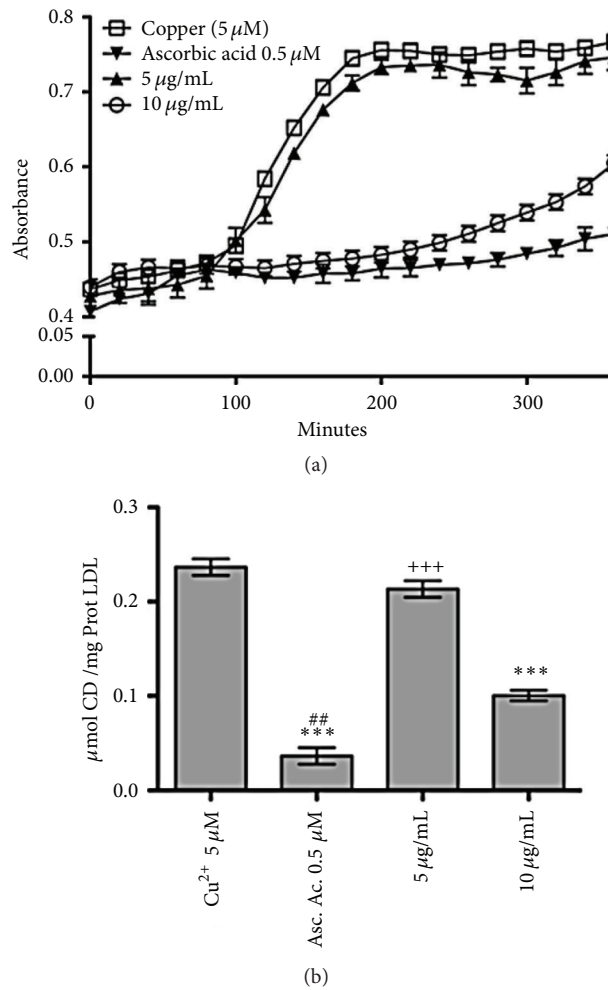 0.8
0.7
0.6
0.5
0.4
0.05
0.00
Absorbance
Copper (5 μM)
Ascorbic acid 0.5 μM
5 μg/mL
10 μg/mL
0
100
200
300
Minutes
(a)
0.3
0.2
0.1
0.0
μmol CD /mg Prot LDL
##
***
+++
***
Cu²⁺ 5 μM
Asc. Ac. 0.5 μM
5 μg/mL
10 μg/mL
(b)